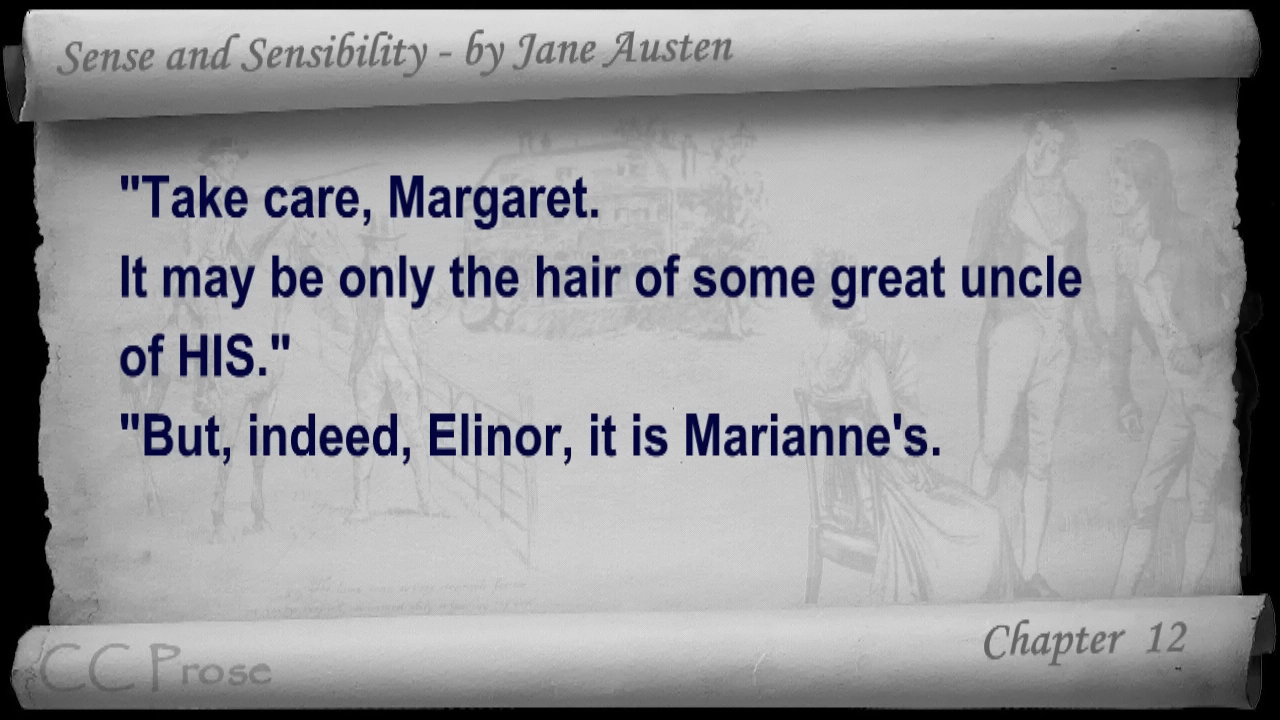 Sense and Sensibility - by Jane Austen
"Take care, Margaret.
It may be only the hair of some great uncle
of HIS."
"But, indeed, Elinor, it is Marianne's.
Chapter 12
CC Prose